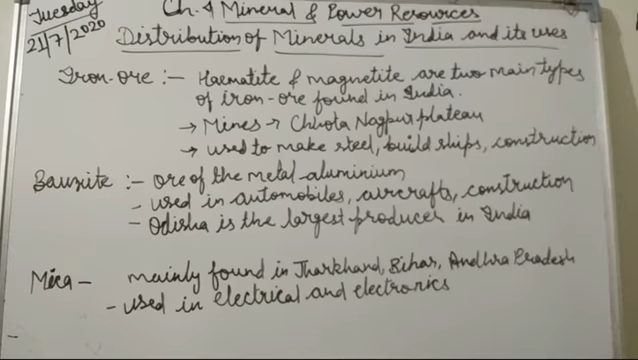 Tuesday
21/7/2020
Ch. 4 Mineral & Power Resources
Distribution of Minerals in India and its uses
Iron-ore :- Haematite & magnetite are two main types
of iron-ore found in India.
→ Mines → Chhota Nagpur plateau
→ used to make steel, build ships, construction
Bauxite :- ore of the metal aluminium
- used in automobiles, aircrafts, construction
- Odisha is the largest producer in India
Mica - mainly found in Jharkhand, Bihar, Andhra Pradesh
- used in electrical and electronics